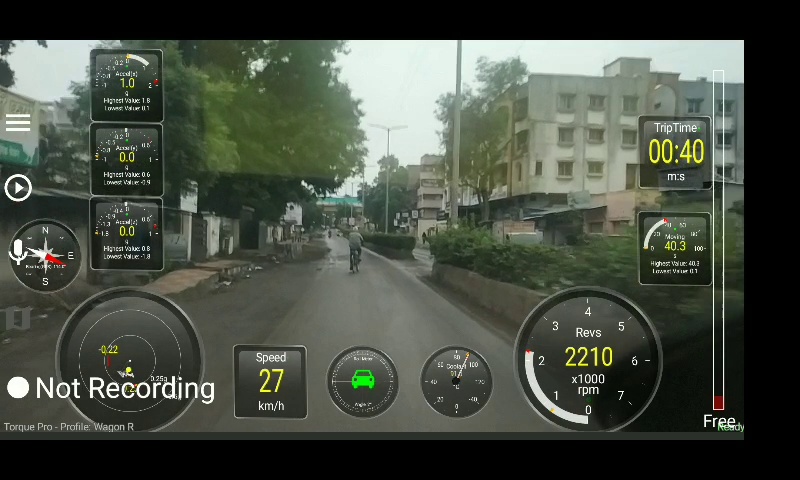 Accel(x)
1.0
g
Highest Value: 1.8
Lowest Value: 0.1
Accel(y)
0.0
g
Highest Value: 0.6
Lowest Value: -0.9
Accel(z)
0.0
g
Highest Value: 0.8
Lowest Value: -1.8
TripTime
00:40
m:s
Moving
40.3
s
Highest Value: 40.3
Lowest Value: 0.1
N
E
S
-0.22
Not Recording
Torque Pro - Profile: Wagon R
Speed
27
km/h
Revs
2210
x1000
rpm
0
1
2
3
4
5
6
7
Free
Ready